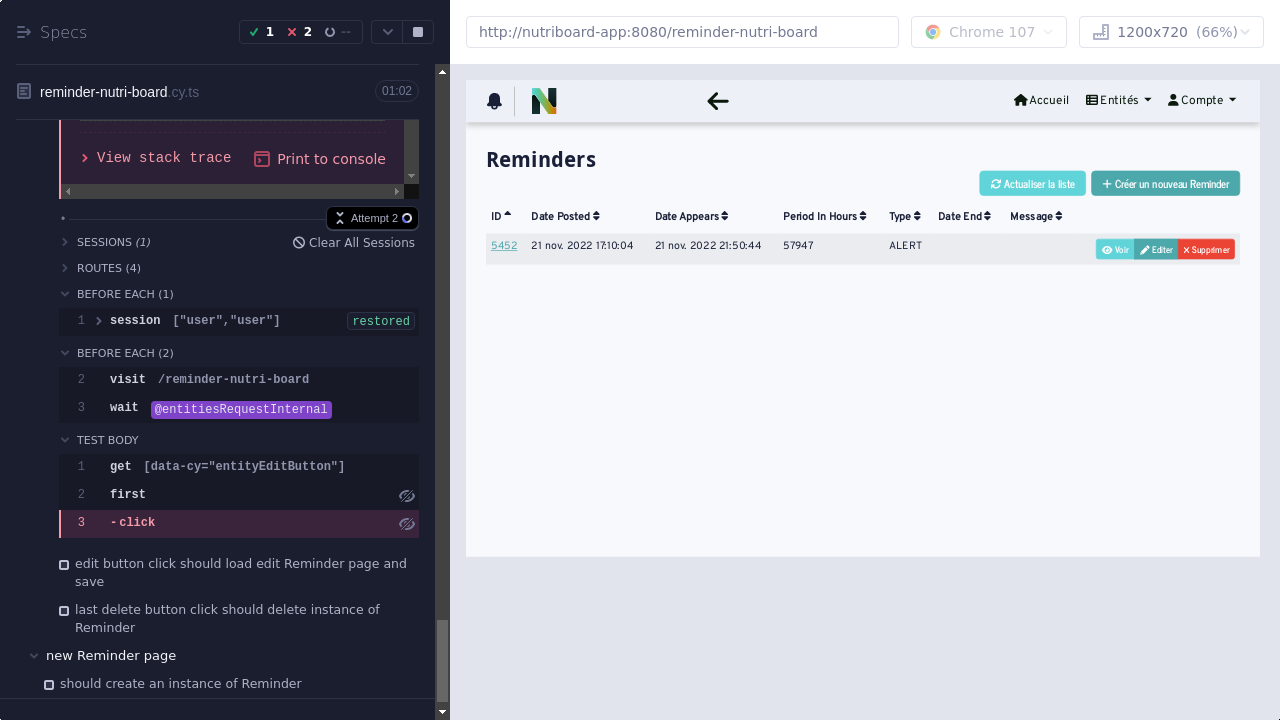 Specs
1
2
--
reminder-nutri-board.cy.ts
01:02
View stack trace
Print to console
Attempt 2
SESSIONS (1)
Clear All Sessions
ROUTES (4)
BEFORE EACH (1)
1 session ["user","user"] restored
BEFORE EACH (2)
2 visit /reminder-nutri-board
3 wait @entitiesRequestInternal
TEST BODY
1 get [data-cy="entityEditButton"]
2 first
3 -click
edit button click should load edit Reminder page and
save
last delete button click should delete instance of
Reminder
new Reminder page
should create an instance of Reminder
http://nutriboard-app:8080/reminder-nutri-board
Chrome 107
1200x720 (66%)
N
Accueil
Entités
Compte
Reminders
Actualiser la liste
Créer un nouveau Reminder
ID Date Posted Date Appears Period In Hours Type Date End Message
5452 21 nov. 2022 17:10:04 21 nov. 2022 21:50:44 57947 ALERT Voir Editer Supprimer